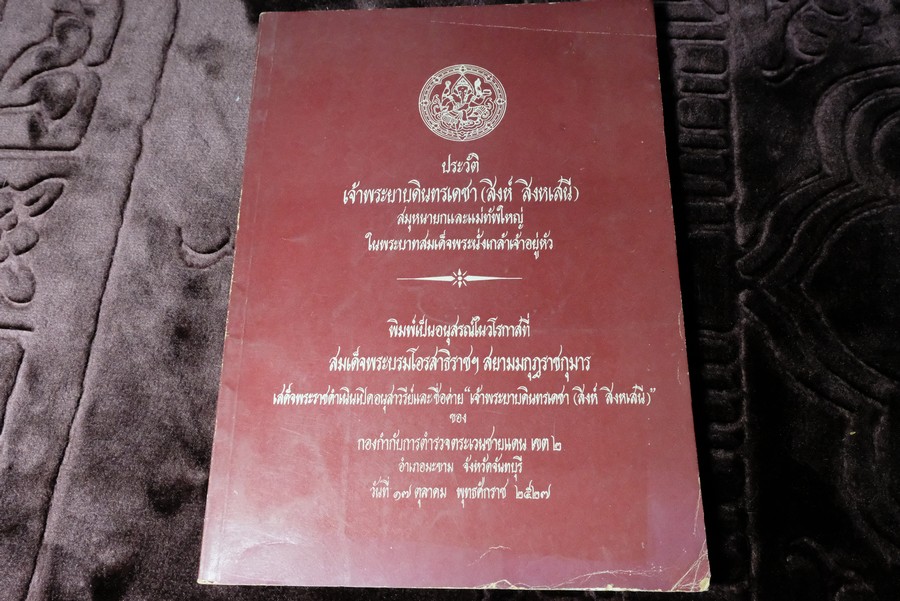 ประวัติ
เจ้าพระยาบดินทรเดชา (สิงห์ สิงหเสนี)
สมุหนายกและแม่ทัพใหญ่
ในพระบาทสมเด็จพระนั่งเกล้าเจ้าอยู่หัว
พิมพ์เป็นอนุสรณ์ในวโรกาสที่
สมเด็จพระบรมโอรสาธิราชฯ สยามมกุฎราชกุมาร
เสด็จพระราชดำเนินเปิดอนุสาวรีย์และชื่อค่าย "เจ้าพระยาบดินทรเดชา (สิงห์ สิงหเสนี)"
ของ
กองกำกับการตำรวจตระเวนชายแดน เขต ๒
อำเภอมะขาม จังหวัดจันทบุรี
วันที่ ๑๗ ตุลาคม พุทธศักราช ๒๕๒๗